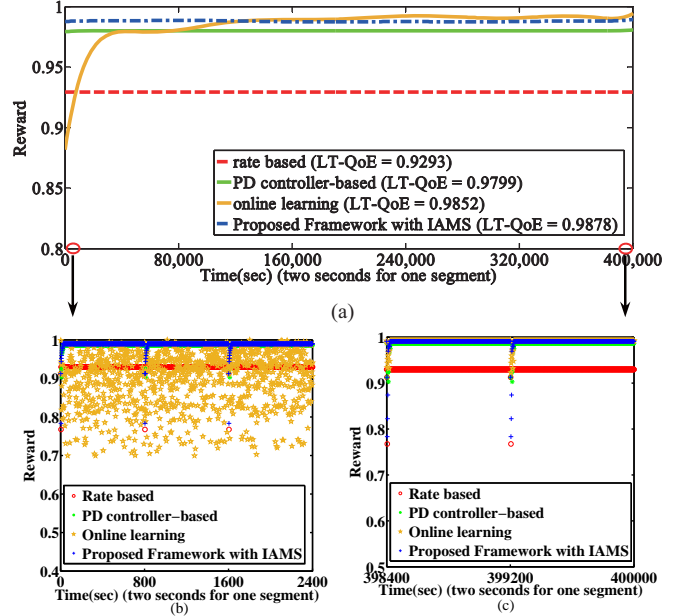 1
0.95
0.9
0.85
0.8
Reward
rate based (LT-QoE = 0.9293)
PD controller-based (LT-QoE = 0.9799)
online learning (LT-QoE = 0.9852)
Proposed Framework with IAMS (LT-QoE = 0.9878)
0 80,000 160,000 240,000 320,000 400,000
Time(sec) (two seconds for one segment)
(a)
1
0.9
0.8
0.7
0.6
0.5
0.4
Reward
Rate based
PD controller−based
Online learning
Proposed Framework with IAMS
0 800 1600 2400
Time(sec) (two seconds for one segment)
(b)
1
0.9
0.8
0.7
0.6
0.5
Reward
Rate based
PD controller−based
Online learning
Proposed Framework with IAMS
398400 399200 400000
Time(sec) (two seconds for one segment)
(c)